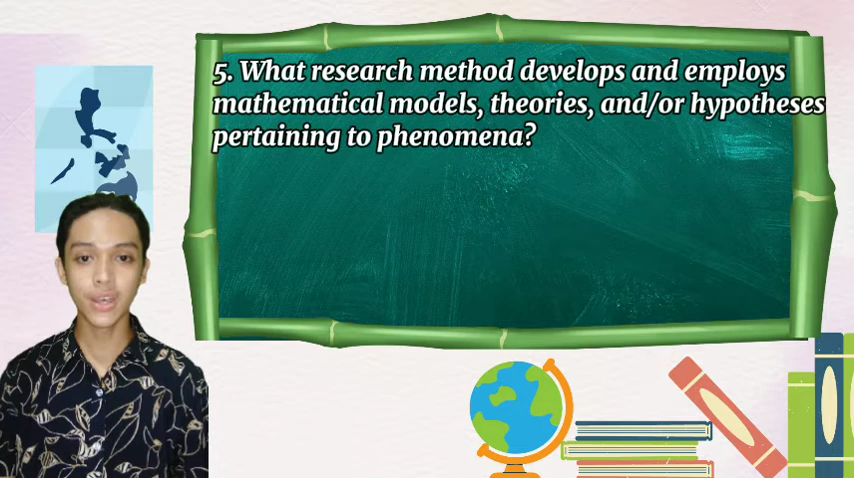 5. What research method develops and employs
mathematical models, theories, and/or hypotheses
pertaining to phenomena?